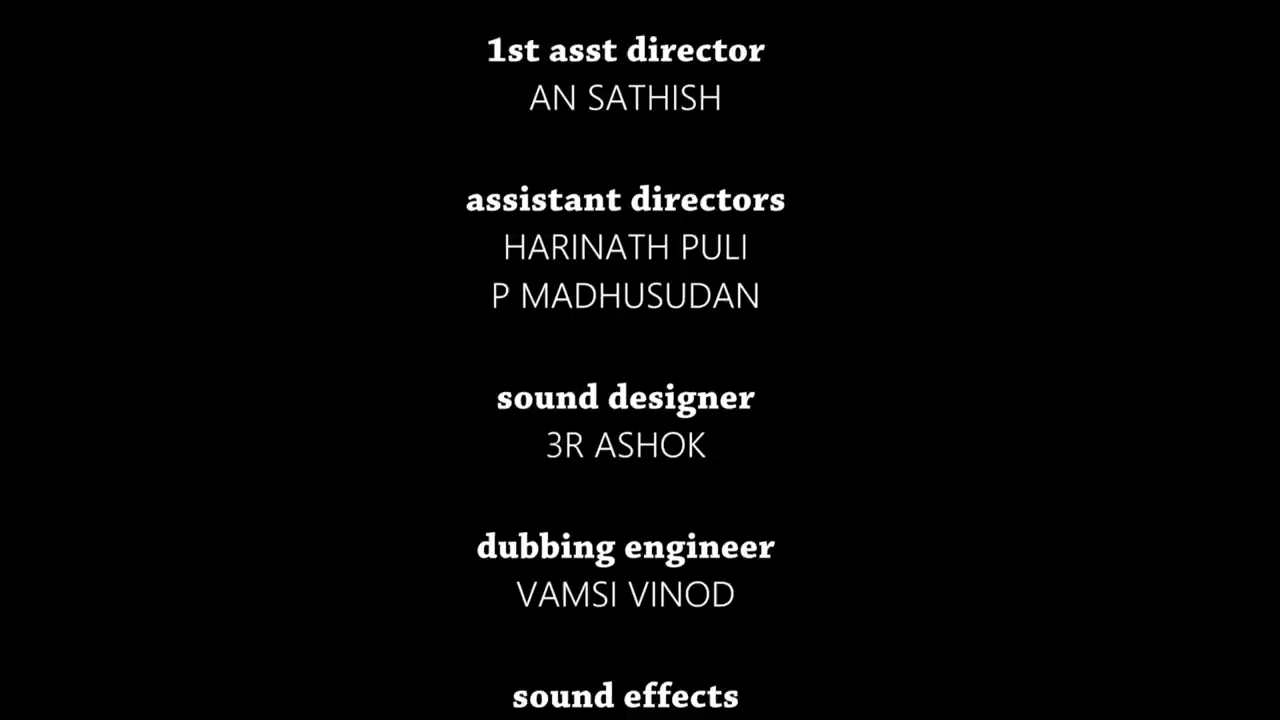 1st asst director
AN SATHISH
assistant directors
HARINATH PULI
P MADHUSUDAN
sound designer
3R ASHOK
dubbing engineer
VAMSI VINOD
sound effects